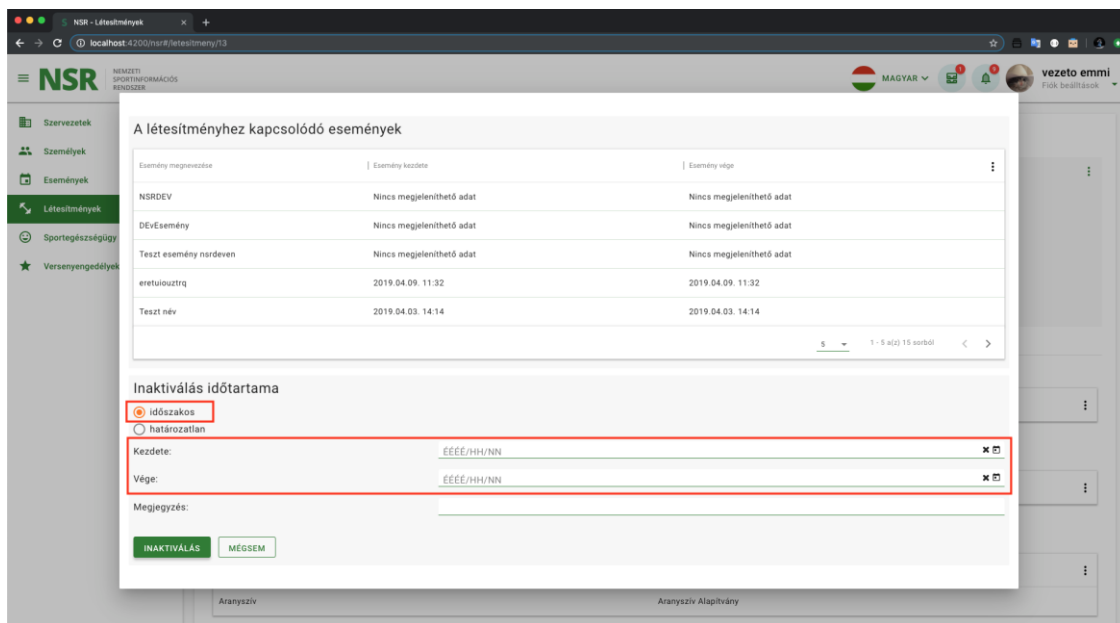 NSR - Létesítmények
localhost:4200/nsr#/letesitmeny/13
NSR
NEMZETI
SPORTINFORMÁCIÓS
RENDSZER
MAGYAR
1
9
vezeto emmi
Fiók beállítások
Szervezetek
Személyek
Események
Létesítmények
Sportegészségügy
Versenyengedélyek
A létesítményhez kapcsolódó események
Esemény megnevezése Esemény kezdete Esemény vége
NSRDEV Nincs megjeleníthető adat Nincs megjeleníthető adat
DEvEsemény Nincs megjeleníthető adat Nincs megjeleníthető adat
Teszt esemény nsrdeven Nincs megjeleníthető adat Nincs megjeleníthető adat
eretuiouztrq 2019.04.09. 11:32 2019.04.09. 11:32
Teszt név 2019.04.03. 14:14 2019.04.03. 14:14
5 1 - 5 a(z) 15 sorból
Inaktiválás időtartama
időszakos
határozatlan
Kezdete: ÉÉÉÉ/HH/NN
Vége: ÉÉÉÉ/HH/NN
Megjegyzés:
INAKTIVÁLÁS MÉGSEM
Aranyszív Aranyszív Alapítvány